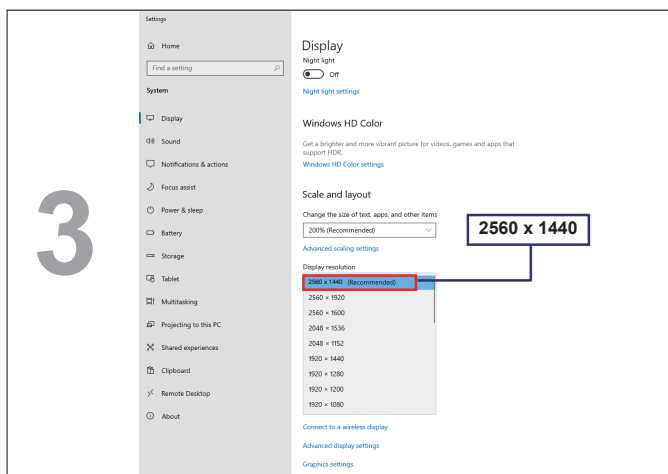 3
Settings
Home
Find a setting
System
Display
Sound
Notifications & actions
Focus assist
Power & sleep
Battery
Storage
Tablet
Multitasking
Projecting to this PC
Shared experiences
Clipboard
Remote Desktop
About
Display
Night light
Off
Night light settings
Windows HD Color
Get a brighter and more vibrant picture for videos, games and apps that
support HDR.
Windows HD Color settings
Scale and layout
Change the size of text, apps, and other items
200% (Recommended)
Advanced scaling settings
Display resolution
2560 x 1440 (Recommended)
2560 × 1920
2560 × 1600
2048 × 1536
2048 × 1152
1920 × 1440
1920 × 1280
1920 × 1200
1920 × 1080
Connect to a wireless display
Advanced display settings
Graphics settings
2560 x 1440